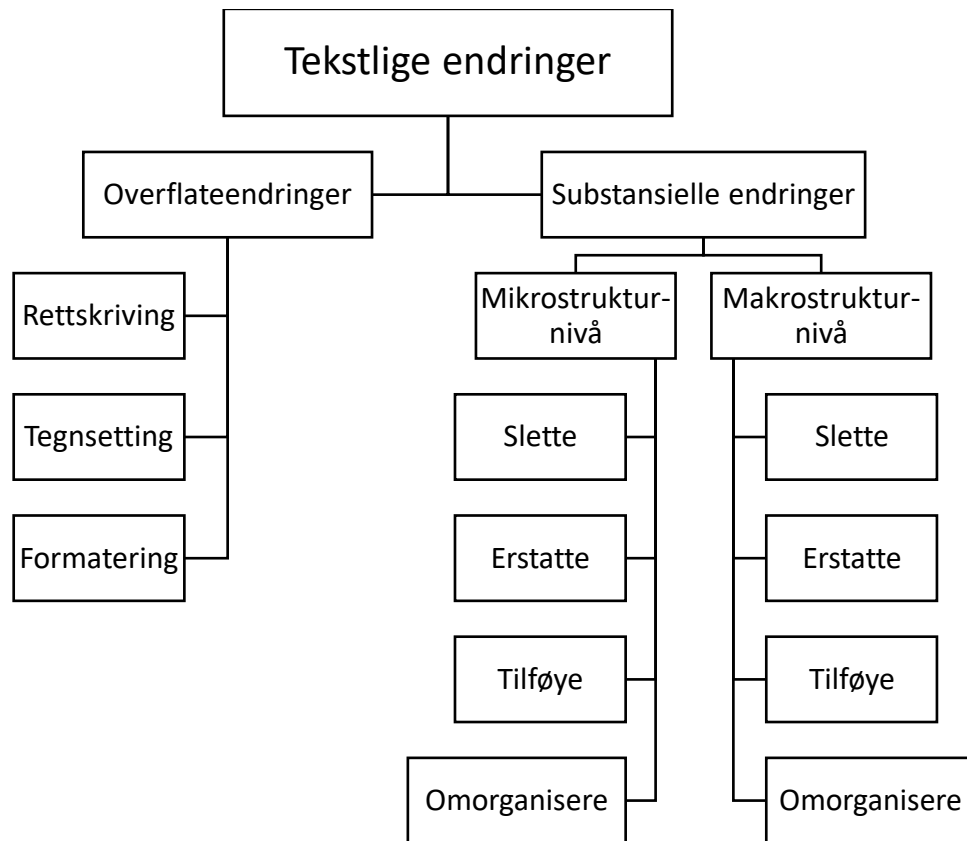 Tekstlige endringer
Overflateendringer
Substansielle endringer
Rettskriving
Tegnsetting
Formatering
Mikrostruktur-
nivå
Makrostruktur-
nivå
Slette
Erstatte
Tilføye
Omorganisere
Slette
Erstatte
Tilføye
Omorganisere